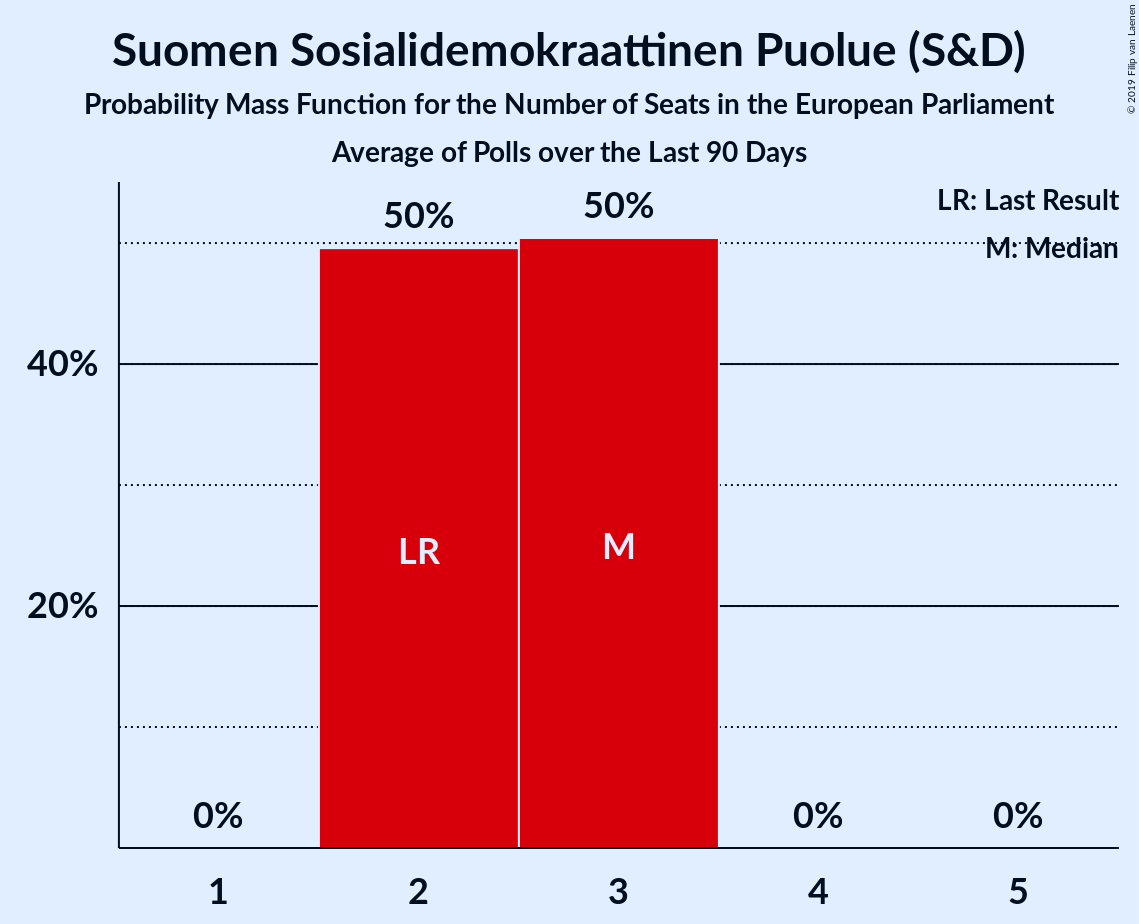 Suomen Sosialidemokraattinen Puolue (S&D)
Probability Mass Function for the Number of Seats in the European Parliament
Average of Polls over the Last 90 Days
© 2019 Filip van Laenen
LR: Last Result
M: Median
50%
50%
40%
20%
LR
M
0%
0%
0%
1
2
3
4
5